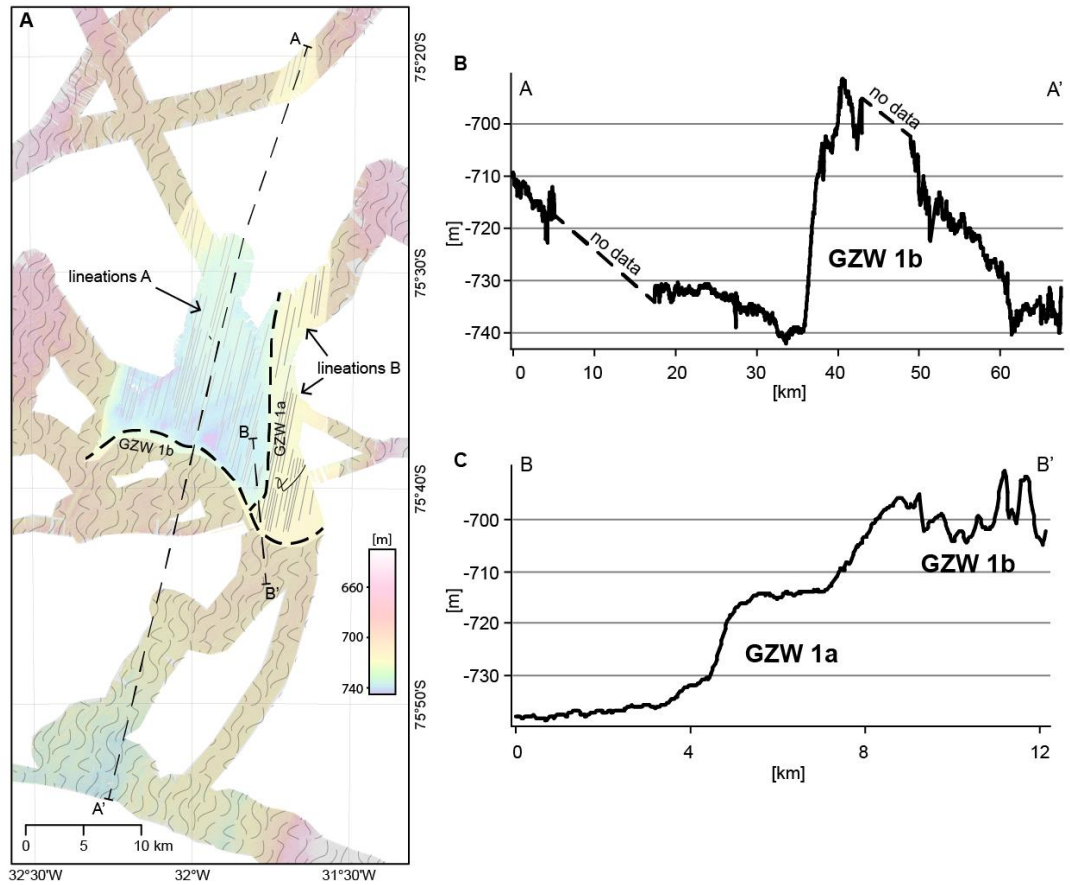 A
A
75°20'S
lineations A
75°30'S
lineations B
GZW 1a
B
GZW 1b
75°40'S
[m]
660
700
740
B'
75°50'S
A'
0 5 10 km
32°30'W 32°W 31°30'W
B
A A'
no data
-700
-710
-720
[m]
no data
GZW 1b
-730
-740
0 10 20 30 40 50 60
[km]
C
B B'
-700
GZW 1b
-710
[m]
-720
GZW 1a
-730
0 4 8 12
[km]